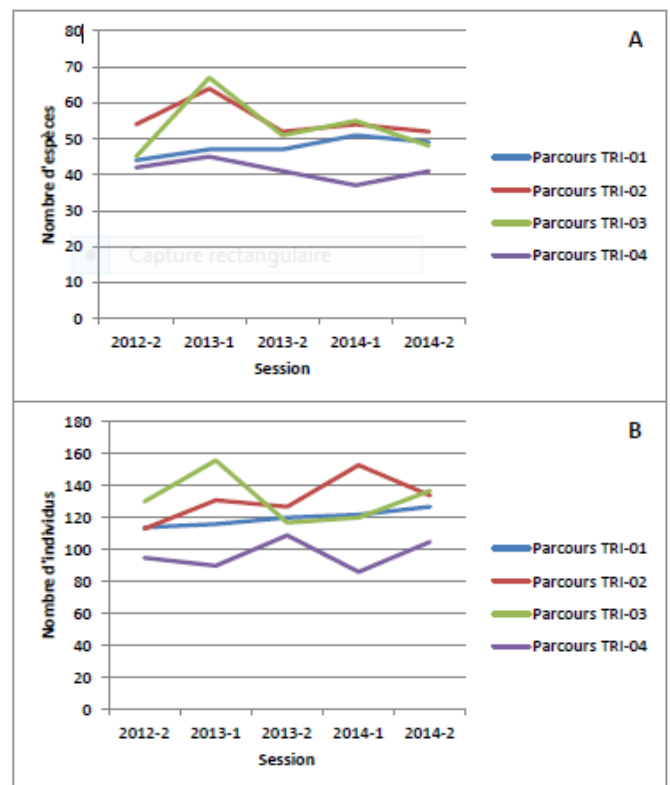 A
Nombre d'espèces
80
70
60
50
40
30
20
10
0
2012-2 2013-1 2013-2 2014-1 2014-2
Session
Parcours TRI-01
Parcours TRI-02
Parcours TRI-03
Parcours TRI-04
Capture rectangulaire
B
Nombre d'individus
180
160
140
120
100
80
60
40
20
0
2012-2 2013-1 2013-2 2014-1 2014-2
Session
Parcours TRI-01
Parcours TRI-02
Parcours TRI-03
Parcours TRI-04